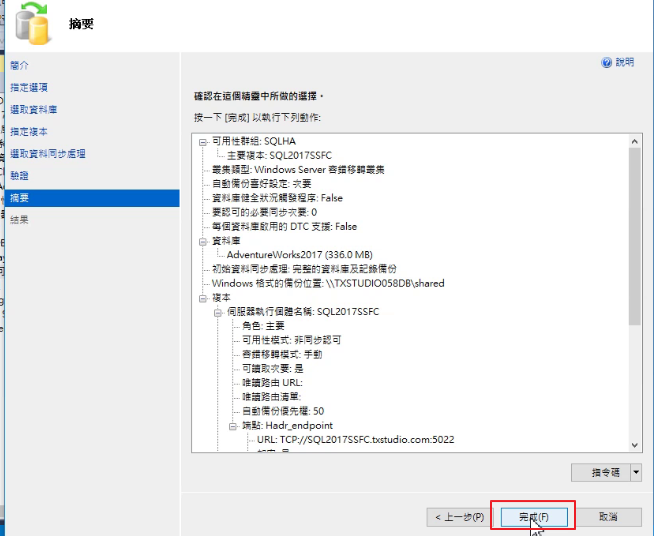 摘要
簡介
指定選項
選取資料庫
指定複本
選取資料同步處理
驗證
摘要
結果
說明
確認在這個精靈中所做的選擇。
按一下 [完成] 以執行下列動作:
可用性群組: SQLHA
主要複本: SQL2017SSFC
叢集類型: Windows Server 容錯移轉叢集
自動備份喜好設定: 次要
資料庫健全狀況觸發程序: False
要認可的必要同步次要: 0
每個資料庫啟用的 DTC 支援: False
資料庫
AdventureWorks2017 (336.0 MB)
初始資料同步處理: 完整的資料庫及記錄備份
Windows 格式的備份位置: \\TXSTUDIO058DB\shared
複本
伺服器執行個體名稱: SQL2017SSFC
角色: 主要
可用性模式: 非同步認可
容錯移轉模式: 手動
可讀取次要: 是
唯讀路由 URL:
唯讀路由清單:
自動備份優先權: 50
端點: Hadr_endpoint
URL: TCP://SQL2017SSFC.txstudio.com:5022
指令碼
< 上一步(P)
完成(F)
取消